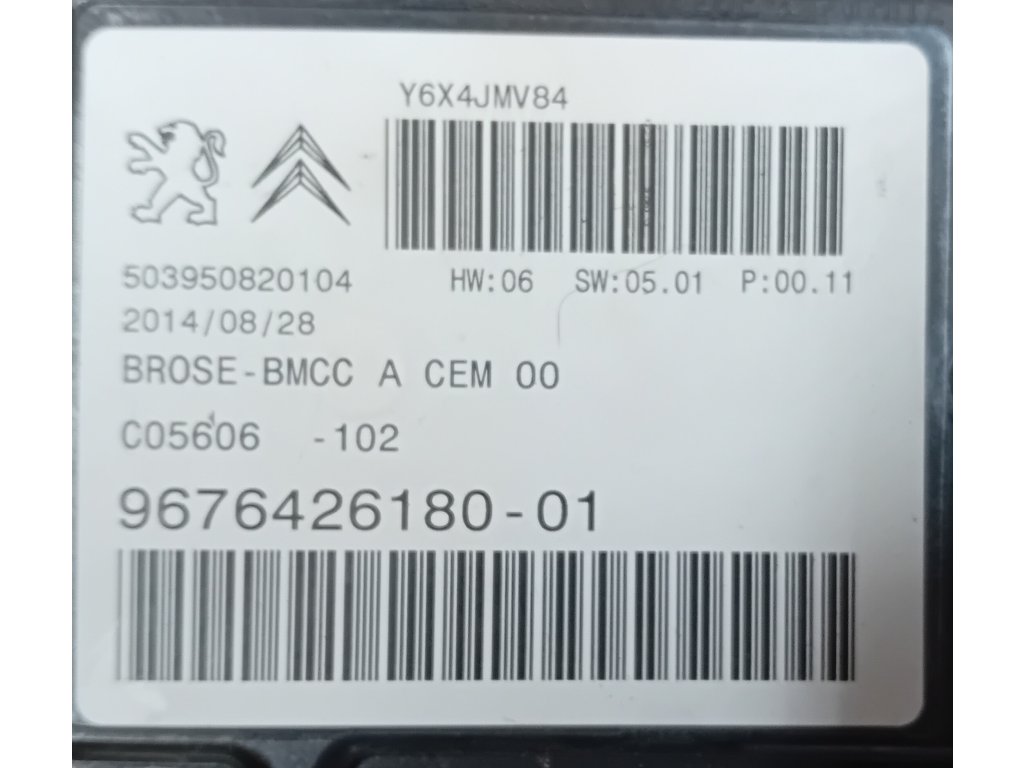 Y6X4JMV84
503950820104 HW:06 SW:05.01 P:00.11
2014/08/28
BROSE-BMCC A CEM 00
C05606 -102
9676426180-01